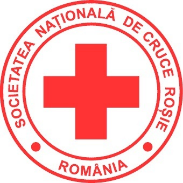 SOCIETATEA NAȚIONALĂ DE CRUCE ROȘIE
ROMÂNIA